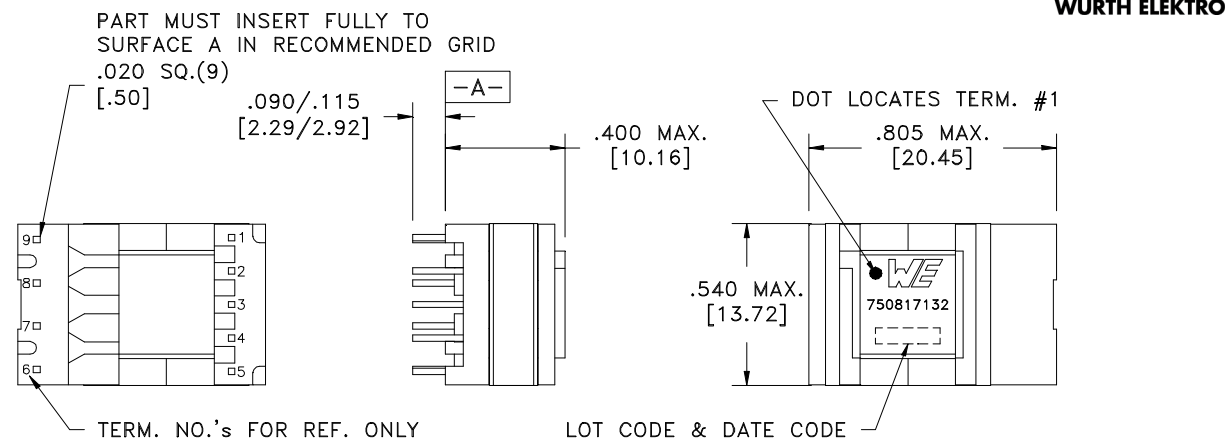 WÜRTH ELEKTRO
PART MUST INSERT FULLY TO
SURFACE A IN RECOMMENDED GRID
.020 SQ.(9)
[.50]
.090/.115
[2.29/2.92]
-A-
.400 MAX.
[10.16]
DOT LOCATES TERM. #1
.805 MAX.
[20.45]
9
8
7
6
1
2
3
4
5
.540 MAX.
[13.72]
WE
750817132
TERM. NO.'s FOR REF. ONLY
LOT CODE & DATE CODE